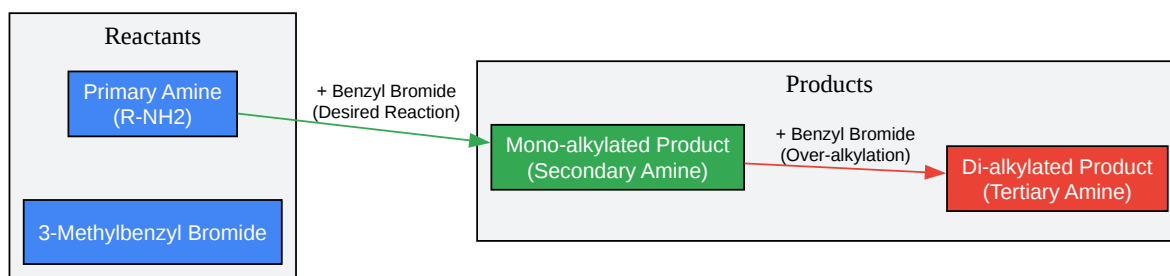 Reactants
Primary Amine
(R-NH2)
3-Methylbenzyl Bromide
+ Benzyl Bromide
(Desired Reaction)
Products
Mono-alkylated Product
(Secondary Amine)
+ Benzyl Bromide
(Over-alkylation)
Di-alkylated Product
(Tertiary Amine)